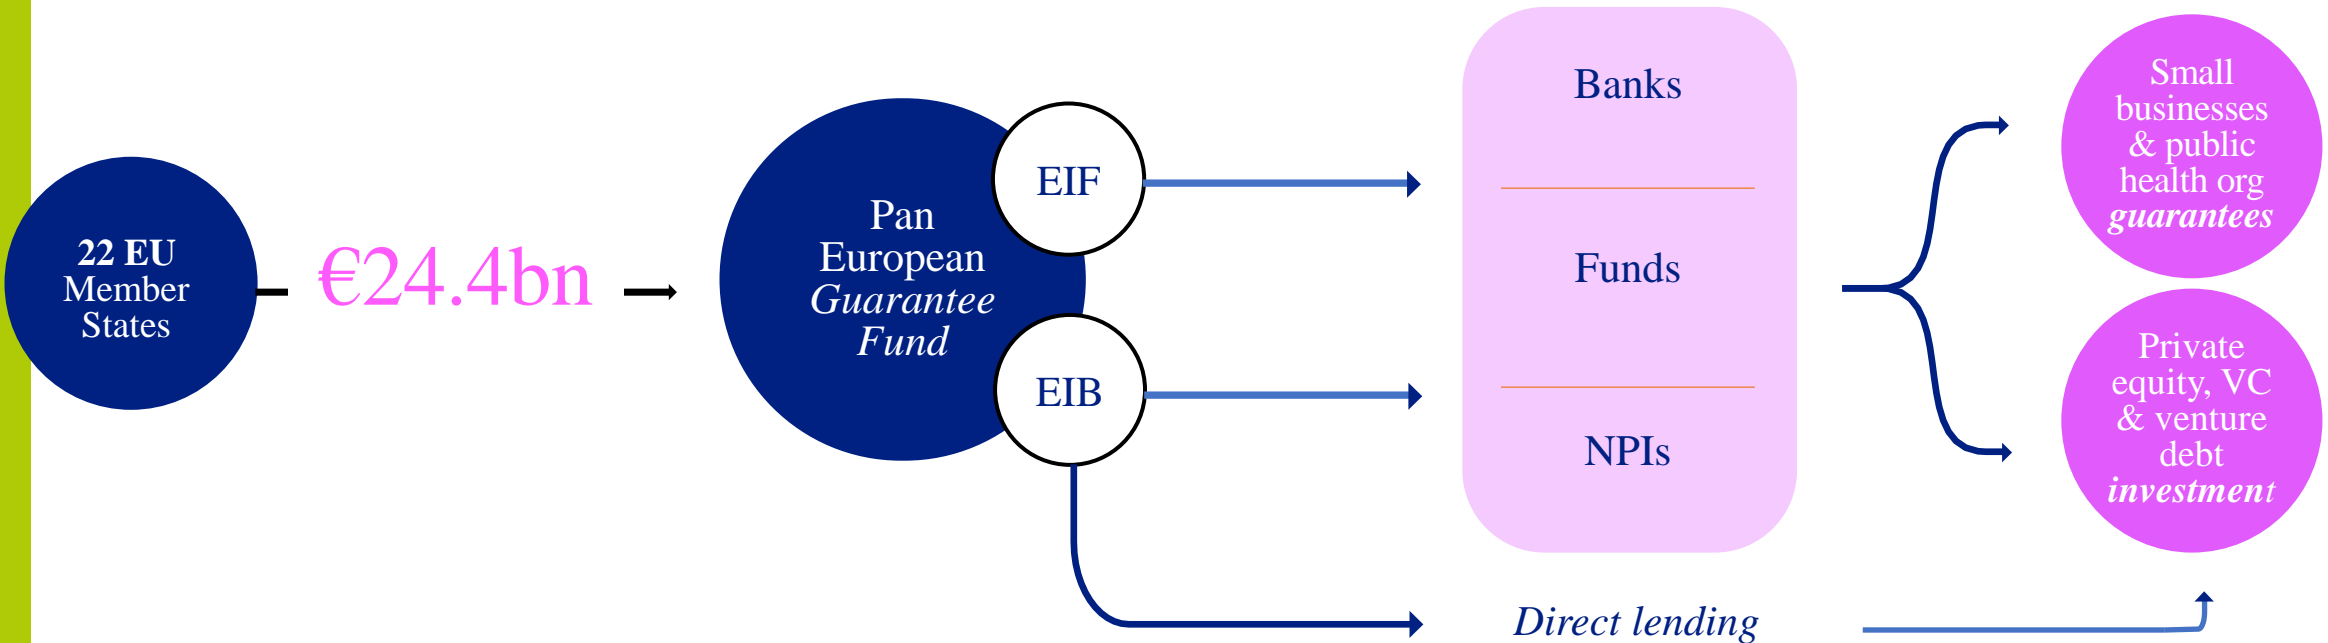 22 EU
Member
States
€24.4bn
Pan
European
Guarantee
Fund
EIF
EIB
Banks
Funds
NPIs
Direct lending
Small
businesses
& public
health org
guarantees
Private
equity, VC
& venture
debt
investment